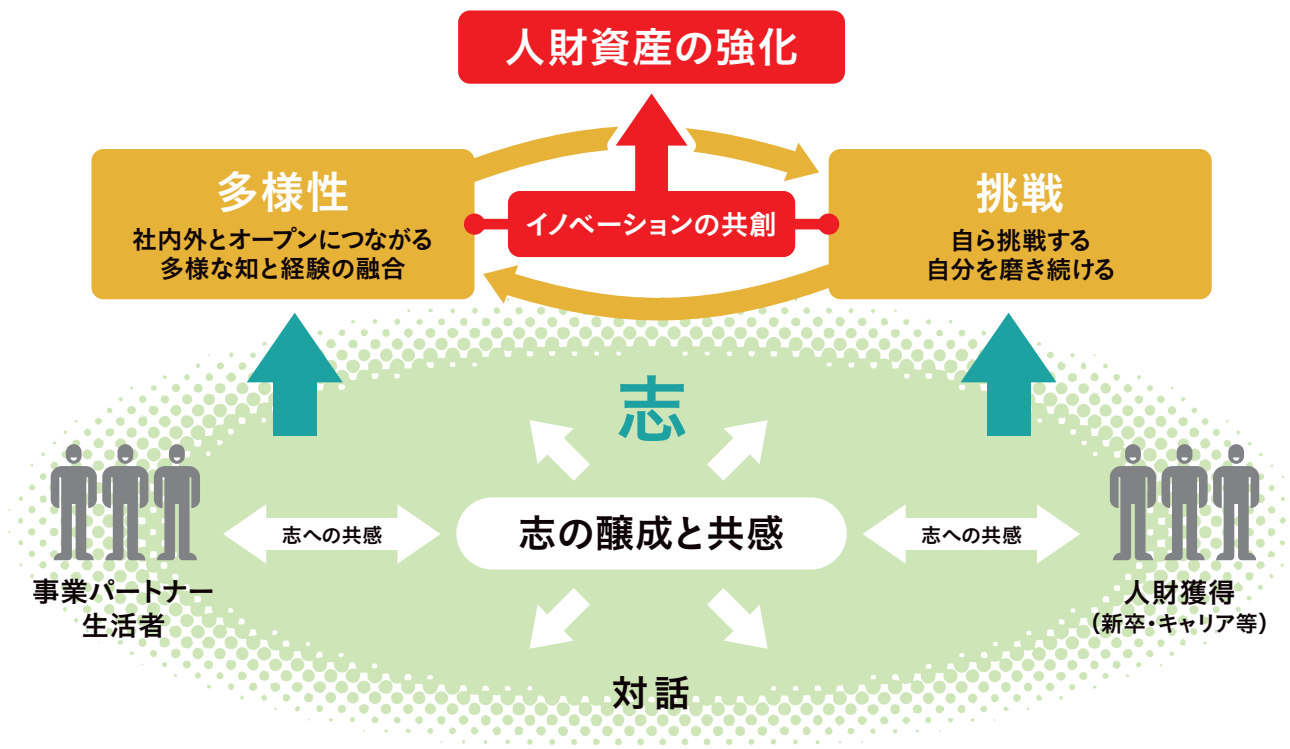 人財資産の強化
多様性
社内外とオープンにつながる
多様な知と経験の融合
イノベーションの共創
挑戦
自ら挑戦する
自分を磨き続ける
志
志への共感
志の醸成と共感
志への共感
事業パートナー
生活者
人財獲得
（新卒・キャリア等）
対話